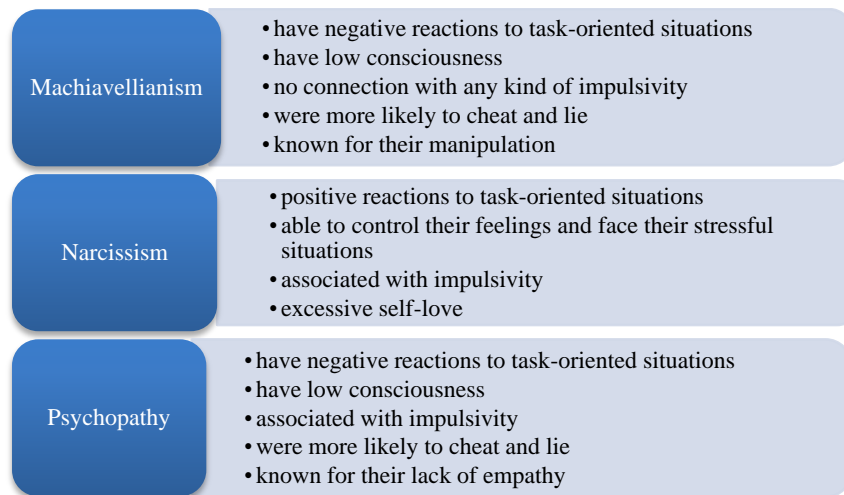 Machiavellianism
• have negative reactions to task-oriented situations
• have low consciousness
• no connection with any kind of impulsivity
• were more likely to cheat and lie
• known for their manipulation
Narcissism
• positive reactions to task-oriented situations
• able to control their feelings and face their stressful
situations
• associated with impulsivity
• excessive self-love
Psychopathy
• have negative reactions to task-oriented situations
• have low consciousness
• associated with impulsivity
• were more likely to cheat and lie
• known for their lack of empathy